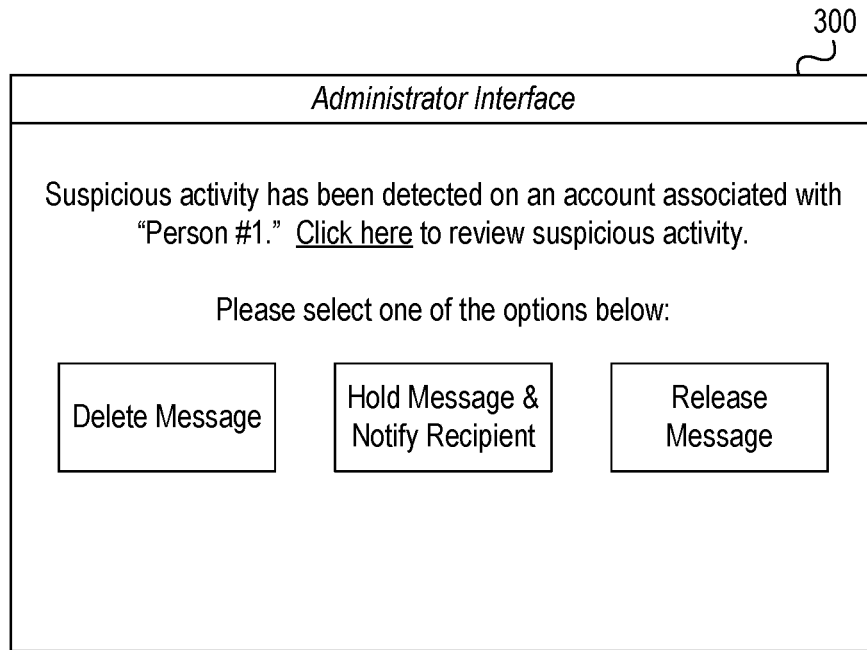 300
Administrator Interface
Suspicious activity has been detected on an account associated with
“Person #1.” Click here to review suspicious activity.
Please select one of the options below:
Delete Message
Hold Message &
Notify Recipient
Release
Message